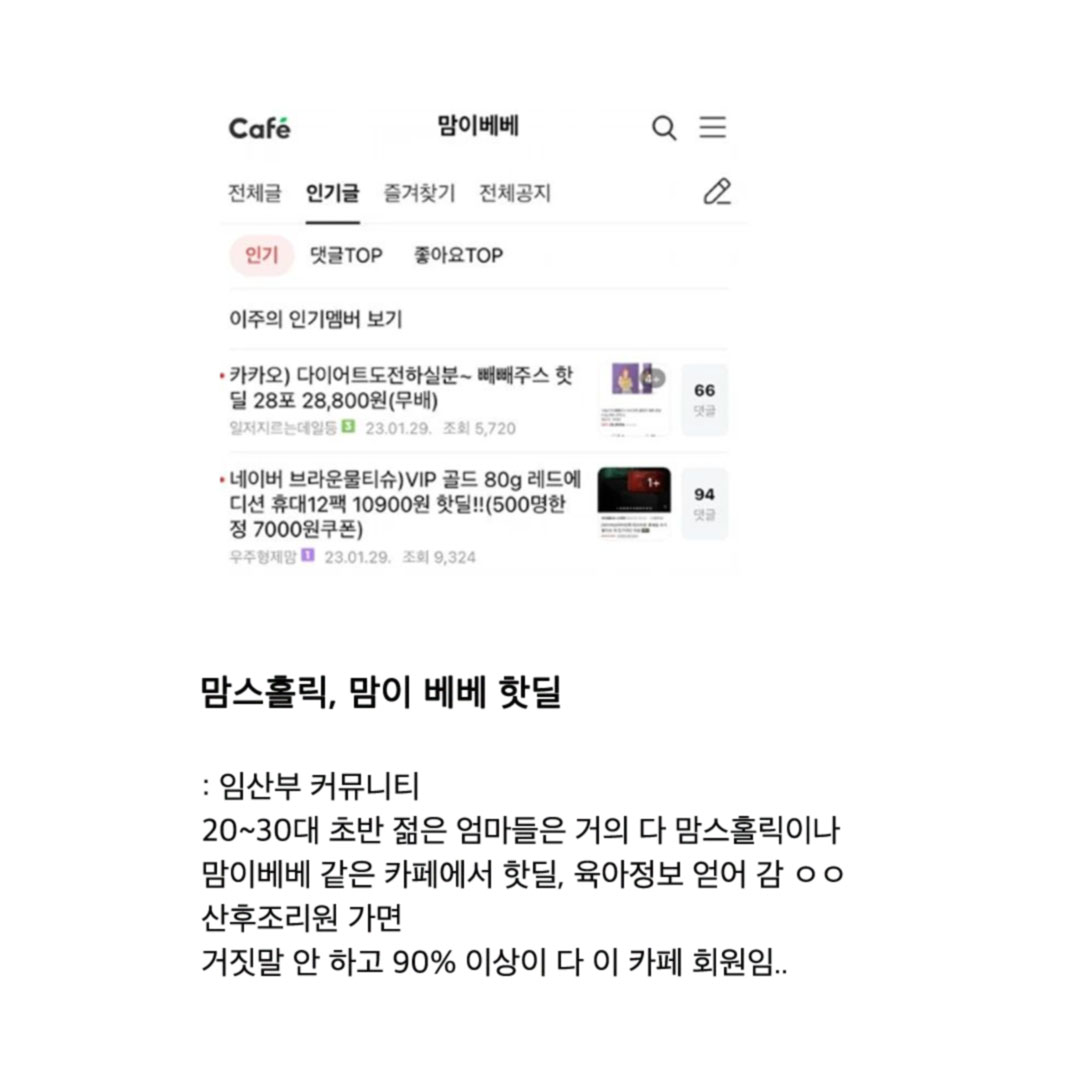 Café 맘이베베
전체글 인기글 즐겨찾기 전체공지
인기 댓글TOP 좋아요TOP
이주의 인기멤버 보기
카카오) 다이어트도전하실분~ 빼빼주스 핫
딜 28포 28,800원(무배)
일저지르는데일등 3 23.01.29. 조회 5,720
4+
66
댓글
네이버 브라운물티슈)VIP 골드 80g 레드에
디션 휴대12팩 10900원 핫딜!!(500명한
정 7000원쿠폰)
우주형제맘 1 23.01.29. 조회 9,324
1+
94
댓글
맘스홀릭, 맘이 베베 핫딜
: 임산부 커뮤니티
20~30대 초반 젊은 엄마들은 거의 다 맘스홀릭이나
맘이베베 같은 카페에서 핫딜, 육아정보 얻어 감 ㅇㅇ
산후조리원 가면
거짓말 안 하고 90% 이상이 다 이 카페 회원임..